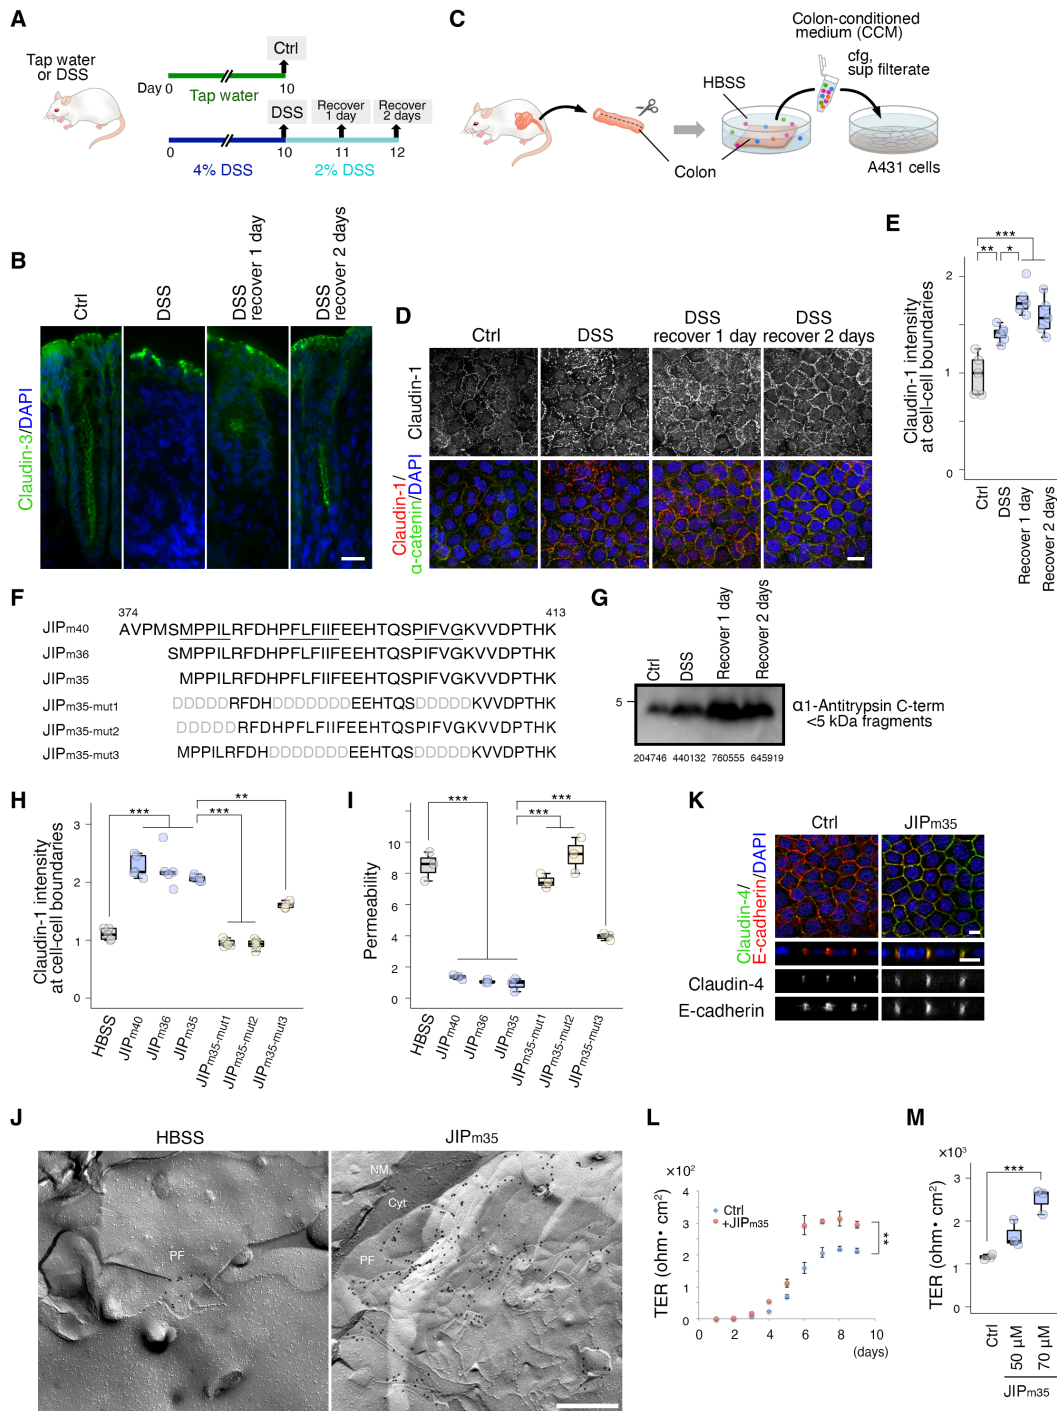 A
Tap water
or DSS
Ctrl
Day 0
Tap water
10
DSS
Recover
1 day
Recover
2 days
0
10
11
12
4% DSS
2% DSS
C
Colon-conditioned
medium (CCM)
cfg,
sup filterate
HBSS
Colon
A431 cells
B
Ctrl
DSS
DSS
recover 1 day
DSS
recover 2 days
Claudin-3/DAPI
D
Ctrl
DSS
DSS
recover 1 day
DSS
recover 2 days
Claudin-1
Claudin-1/
α-catenin/DAPI
E
Claudin-1 intensity
at cell-cell boundaries
***
** *
2
1
0
Ctrl
DSS
Recover 1 day
Recover 2 days
F
374
413
JIPm40 AVPMSMPPILRFDHPFLFIIFEEHTQSPIFVGKVVDPTHK
JIPm36 SMPPILRFDHPFLFIIFEEHTQSPIFVGKVVDPTHK
JIPm35 MPPILRFDHPFLFIIFEEHTQSPIFVGKVVDPTHK
JIPm35-mut1 DDDDDRFDHDDDDDDDEEHTQSDDDDDKVVDPTHK
JIPm35-mut2 DDDDDRFDHPFLFIIFEEHTQSPIFVGKVVDPTHK
JIPm35-mut3 MPPILRFDHDDDDDDDEEHTQSDDDDDKVVDPTHK
G
Ctrl
DSS
Recover 1 day
Recover 2 days
5
α1-Antitrypsin C-term
<5 kDa fragments
204746 440132 760555 645919
H
Claudin-1 intensity
at cell-cell boundaries
**
*** ***
3
2
1
0
HBSS
JIPm40
JIPm36
JIPm35
JIPm35-mut1
JIPm35-mut2
JIPm35-mut3
I
Permeability
*** ***
***
10
8
6
4
2
0
HBSS
JIPm40
JIPm36
JIPm35
JIPm35-mut1
JIPm35-mut2
JIPm35-mut3
K
Ctrl
JIPm35
Claudin-4/
E-cadherin/DAPI
Claudin-4
E-cadherin
J
HBSS
JIPm35
PF
NM
Cyt
PF
L
×10²
TER (ohm• cm²)
4
3
2
1
0
Ctrl
+JIPm35
**
0 2 4 6 8 10
(days)
M
×10³
TER (ohm• cm²)
***
3
2
1
0
Ctrl
50 µM
70 µM
JIPm35